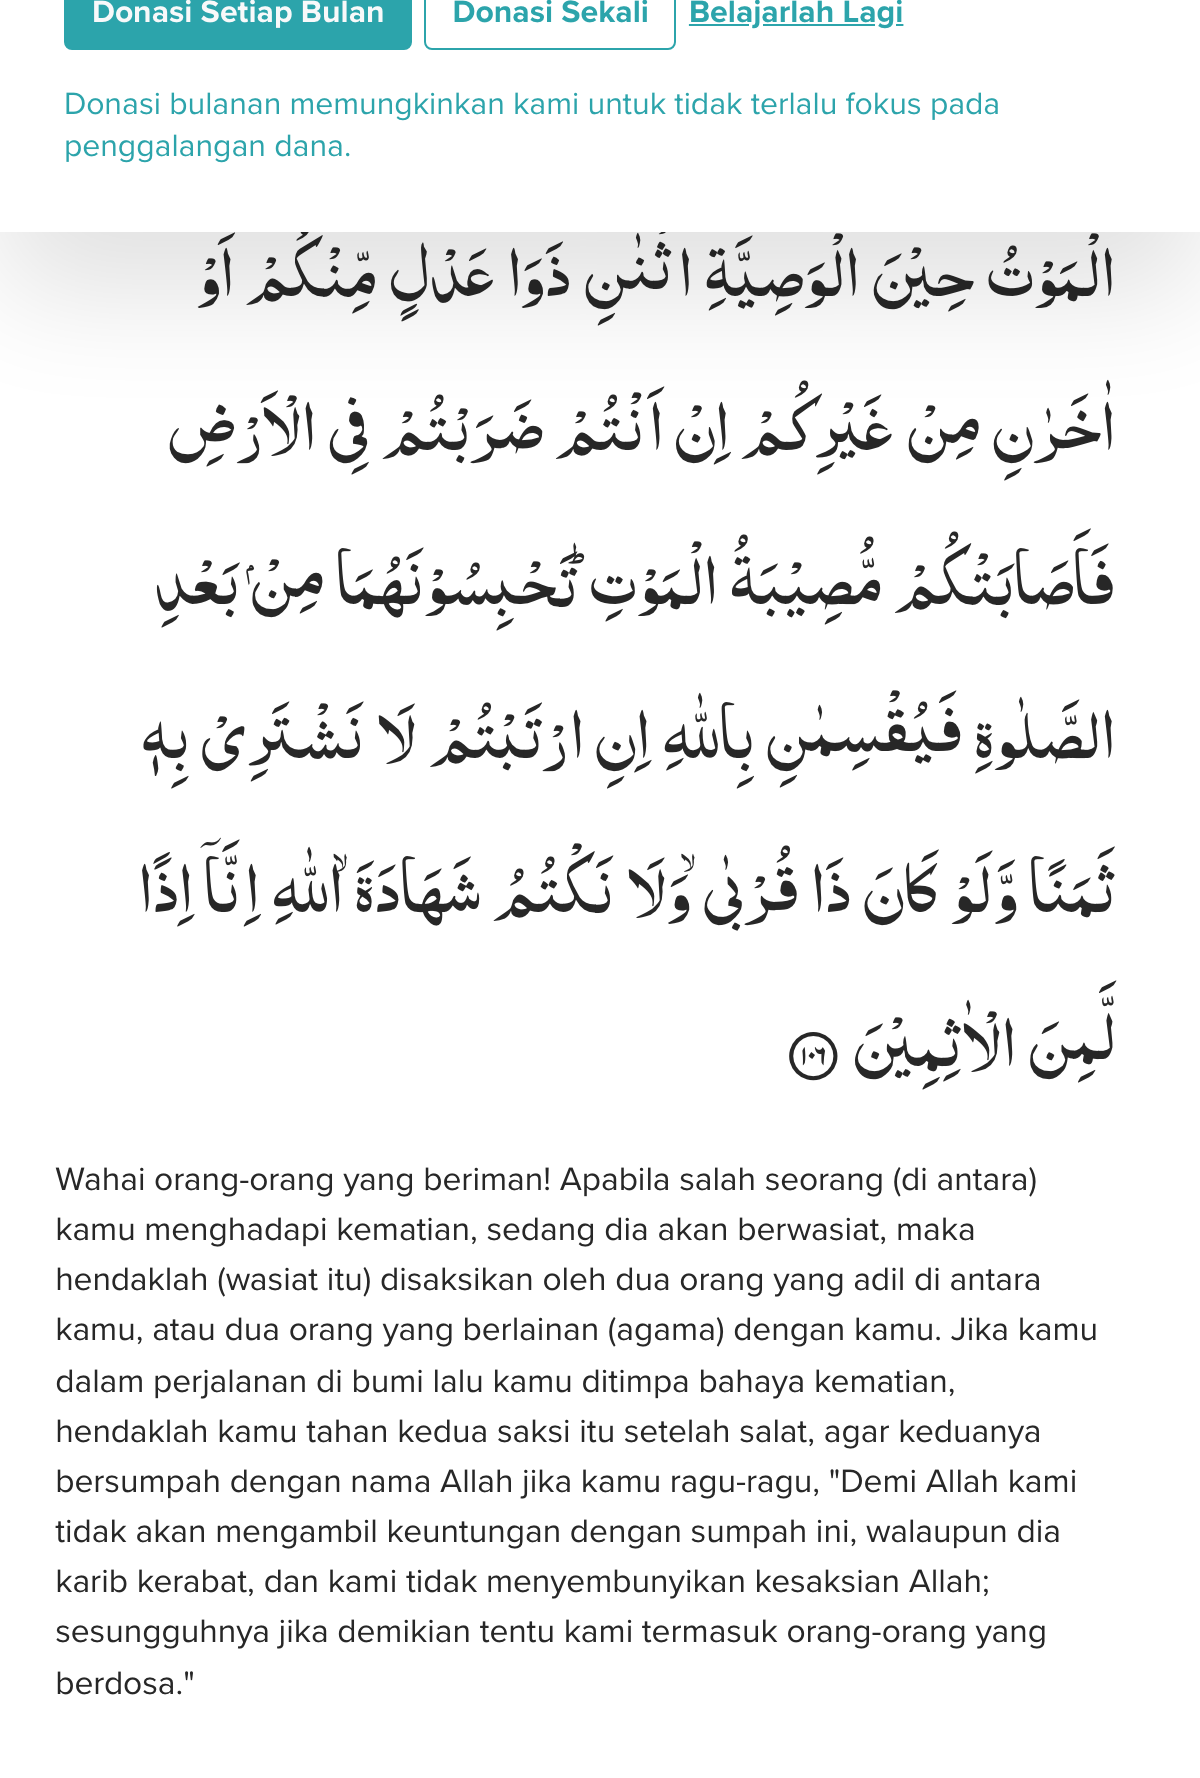 Donasi Setiap Bulan Donasi Sekali Belajarlah Lagi
Donasi bulanan memungkinkan kami untuk tidak terlalu fokus pada
penggalangan dana.
الْمَوْتُ حِيْنَ الْوَصِيَّةِ اثْنٰنِ ذَوَا عَدْلٍ مِّنْكُمْ اَوْ
اٰخَرٰنِ مِنْ غَيْرِكُمْ اِنْ اَنْتُمْ ضَرَبْتُمْ فِى الْاَرْضِ
فَاَصَابَتْكُمْ مُّصِيْبَةُ الْمَوْتِ ۗ تَحْبِسُوْنَهُمَا مِنْۢ بَعْدِ
الصَّلٰوةِ فَيُقْسِمٰنِ بِاللّٰهِ اِنِ ارْتَبْتُمْ لَا نَشْتَرِيْ بِهٖ
ثَمَنًا وَّلَوْ كَانَ ذَا قُرْبٰى ۙ وَلَا نَكْتُمُ شَهَادَةَ ۙ اللّٰهِ اِنَّآ اِذًا
لَّمِنَ الْاٰثِمِيْنَ ١٠٦
Wahai orang-orang yang beriman! Apabila salah seorang (di antara)
kamu menghadapi kematian, sedang dia akan berwasiat, maka
hendaklah (wasiat itu) disaksikan oleh dua orang yang adil di antara
kamu, atau dua orang yang berlainan (agama) dengan kamu. Jika kamu
dalam perjalanan di bumi lalu kamu ditimpa bahaya kematian,
hendaklah kamu tahan kedua saksi itu setelah salat, agar keduanya
bersumpah dengan nama Allah jika kamu ragu-ragu, "Demi Allah kami
tidak akan mengambil keuntungan dengan sumpah ini, walaupun dia
karib kerabat, dan kami tidak menyembunyikan kesaksian Allah;
sesungguhnya jika demikian tentu kami termasuk orang-orang yang
berdosa."